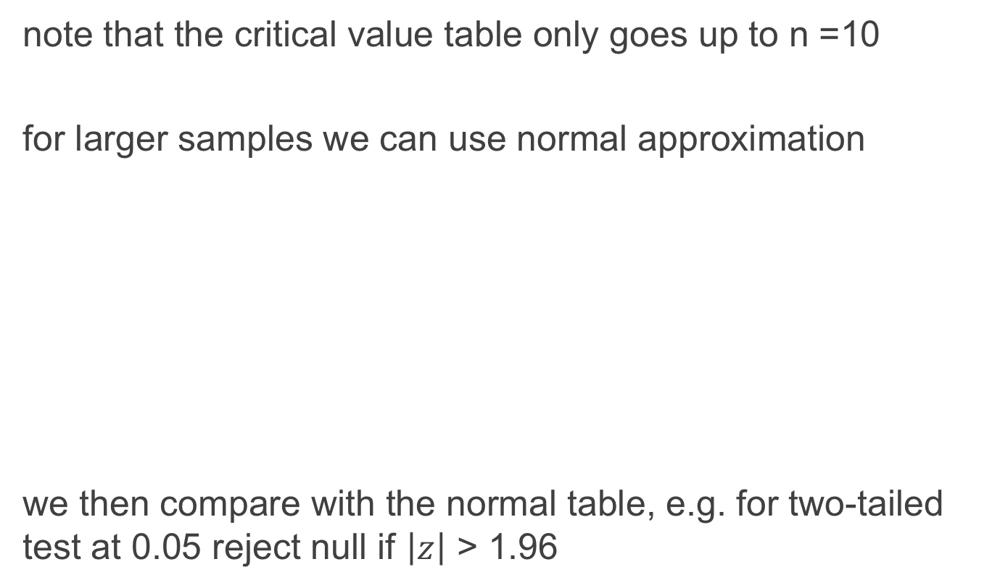 note that the critical value table only goes up to n =10
for larger samples we can use normal approximation
we then compare with the normal table, e.g. for two-tailed
test at 0.05 reject null if |z| > 1.96